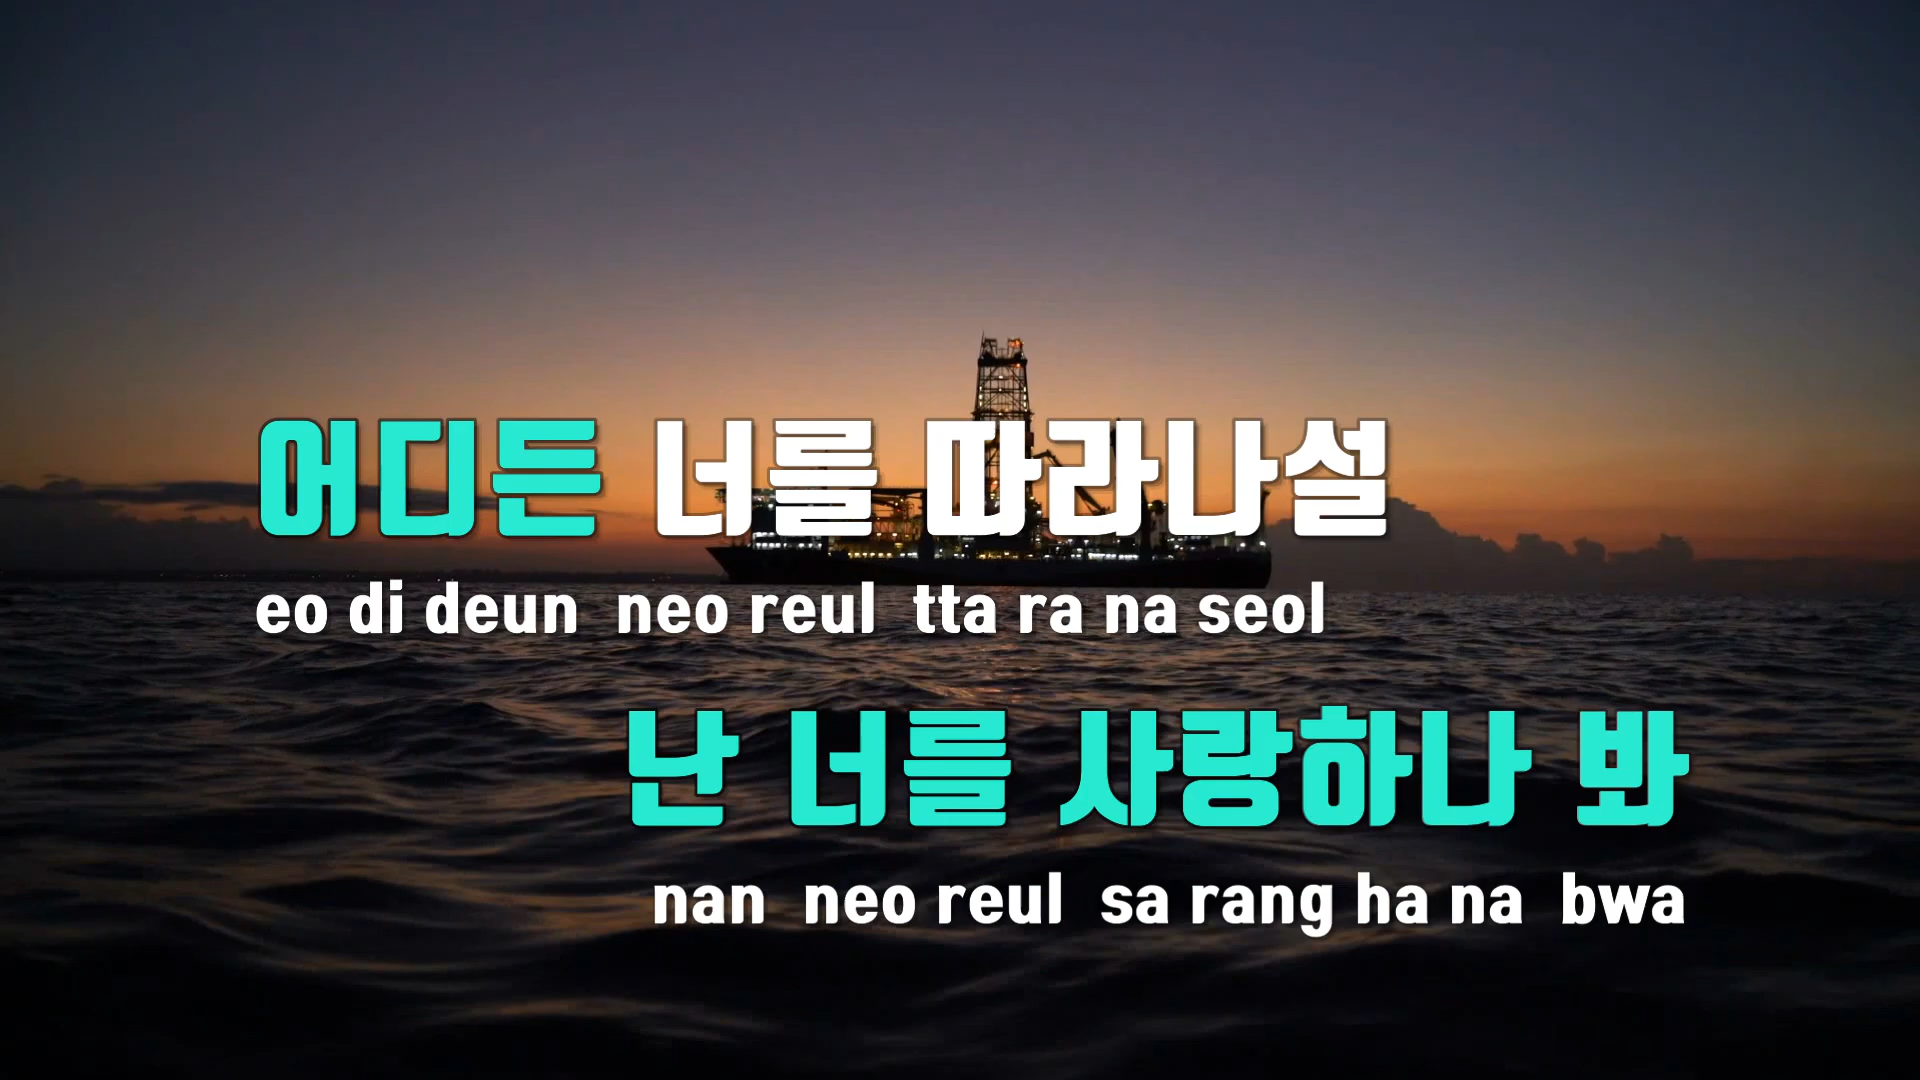 어디든 너를 따라나설
eo di deun neo reul tta ra na seol
난 너를 사랑하나 봐
nan neo reul sa rang ha na bwa